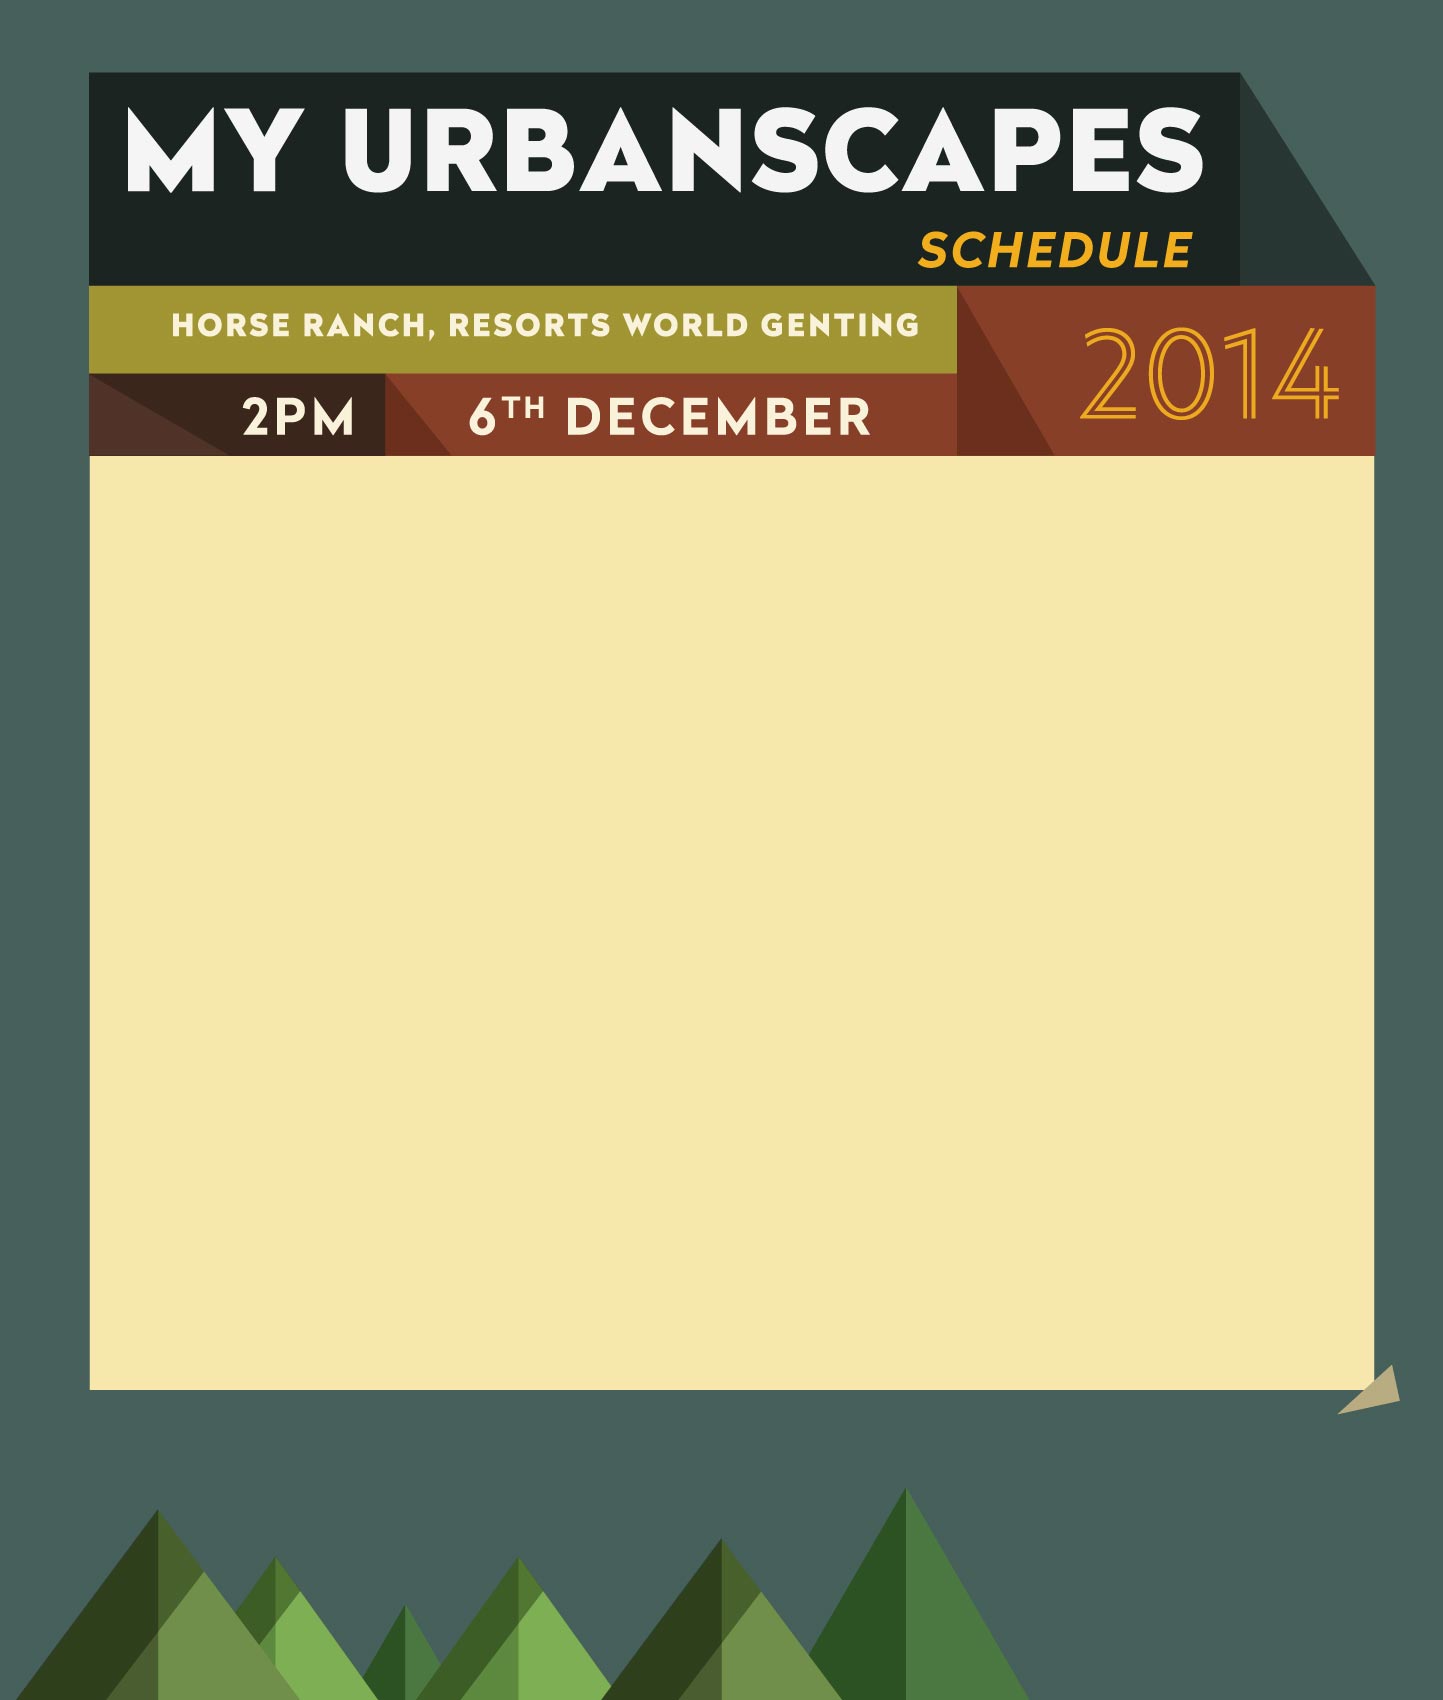 MY URBANSCAPES
SCHEDULE
HORSE RANCH, RESORTS WORLD GENTING
2014
2PM
6TH DECEMBER